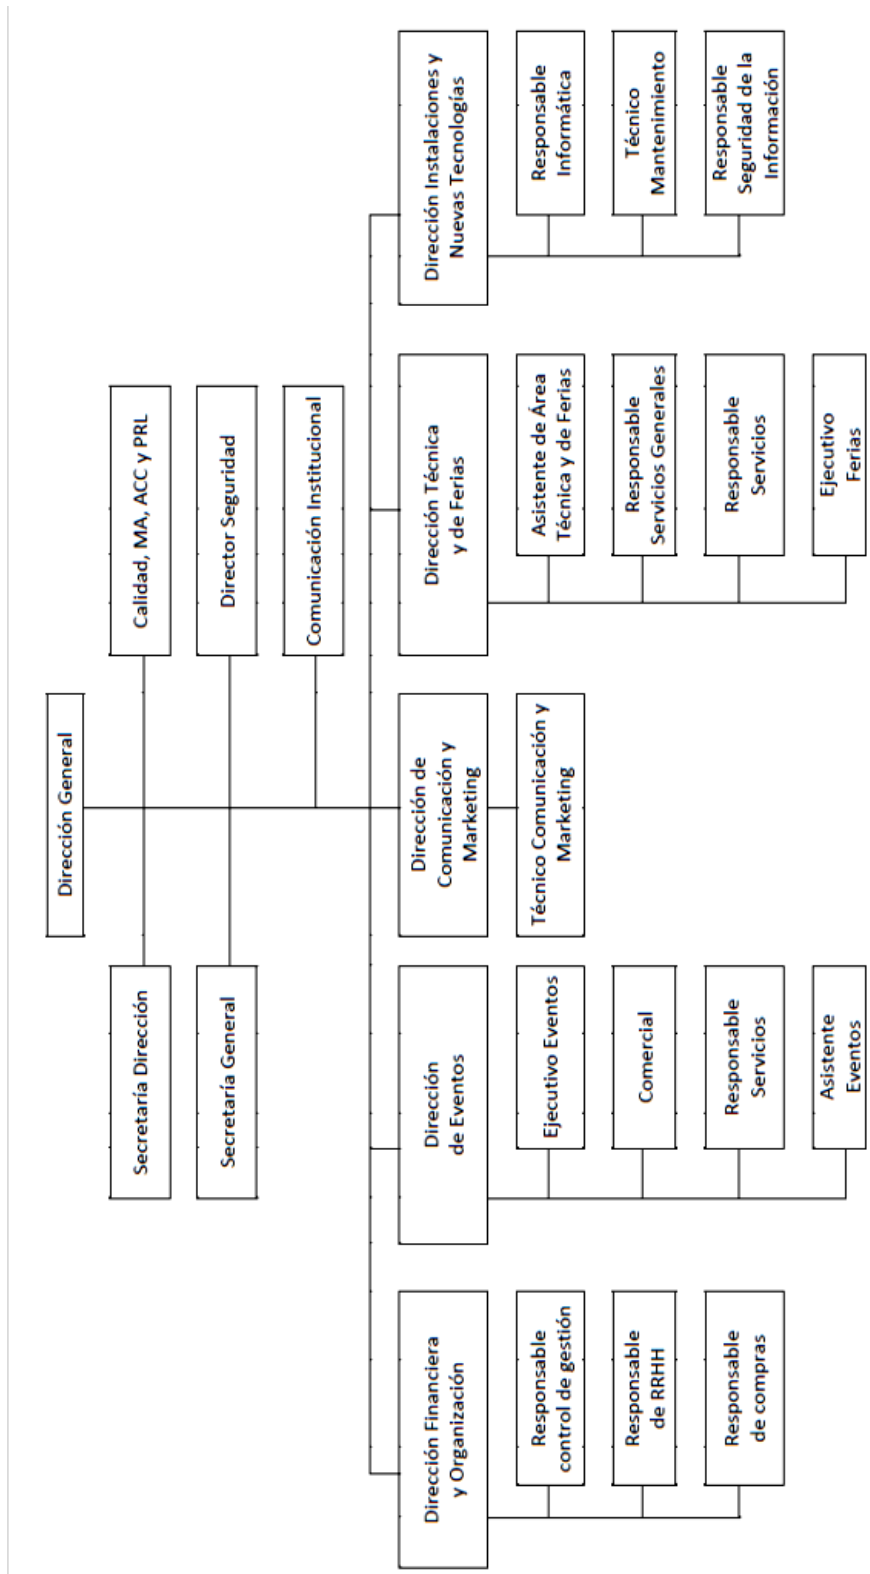 Dirección General
Secretaría Dirección
Calidad, MA, ACC y PRL
Secretaría General
Director Seguridad
Comunicación Institucional
Dirección Financiera
y Organización
Responsable
control de gestión
Responsable
de RRHH
Responsable
de compras
Dirección
de Eventos
Ejecutivo Eventos
Comercial
Responsable
Servicios
Asistente
Eventos
Dirección de
Comunicación y
Marketing
Técnico Comunicación y
Marketing
Dirección Técnica
y de Ferias
Asistente de Área
Técnica y de Ferias
Responsable
Servicios Generales
Responsable
Servicios
Ejecutivo
Ferias
Dirección Instalaciones y
Nuevas Tecnologías
Responsable
Informática
Técnico
Mantenimiento
Responsable
Seguridad de la
Información